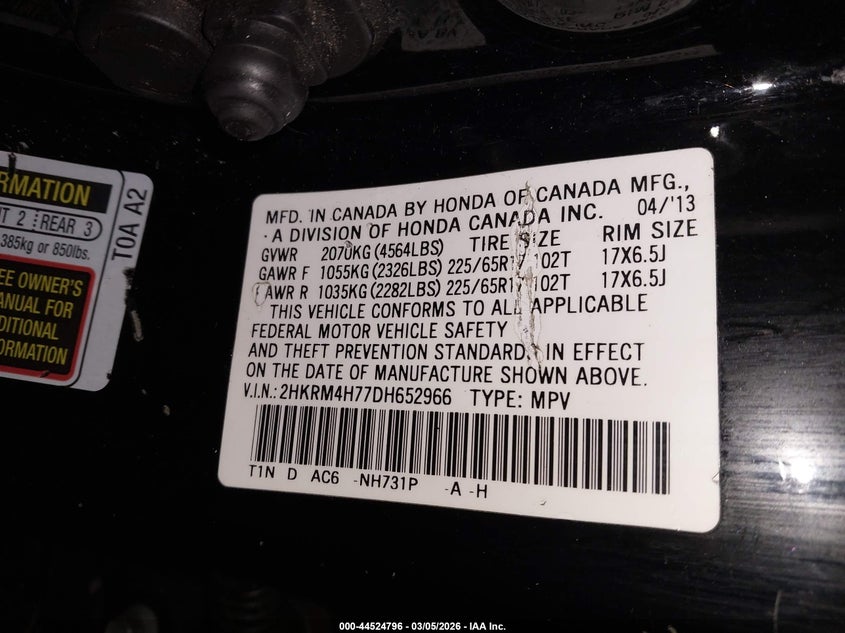 RMATION
T 2 REAR 3
385kg or 850lbs.
EE OWNER'S
ANUAL FOR
DDITIONAL
FORMATION
T0A A2
MFD. IN CANADA BY HONDA OF CANADA MFG.,
A DIVISION OF HONDA CANADA INC. 04/'13
GVWR 2070KG (4564LBS) TIRE SIZE RIM SIZE
GAWR F 1055KG (2326LBS) 225/65R17 102T 17X6.5J
AWR R 1035KG (2282LBS) 225/65R17 102T 17X6.5J
THIS VEHICLE CONFORMS TO ALL APPLICABLE
FEDERAL MOTOR VEHICLE SAFETY
AND THEFT PREVENTION STANDARDS IN EFFECT
ON THE DATE OF MANUFACTURE SHOWN ABOVE.
V.I.N.: 2HKRM4H77DH652966 TYPE: MPV
T1N D AC6 -NH731P -A -H
000-44524796 - 03/05/2026 - IAA Inc.